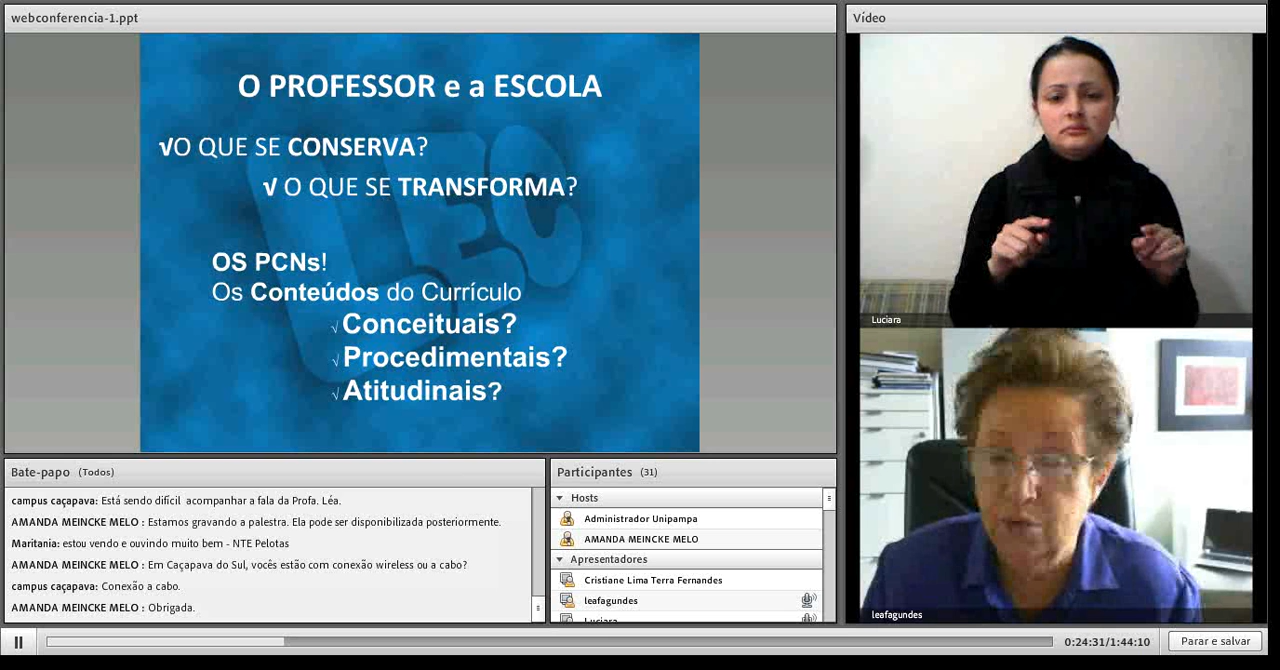 webconferencia-1.ppt
O PROFESSOR e a ESCOLA
√O QUE SE CONSERVA?
√ O QUE SE TRANSFORMA?
OS PCNs!
Os Conteúdos do Currículo
√ Conceituais?
√ Procedimentais?
√ Atitudinais?
LEC
Bate-papo (Todos)
campus caçapava: Está sendo difícil acompanhar a fala da Profa. Léa.
AMANDA MEINCKE MELO : Estamos gravando a palestra. Ela pode ser disponibilizada posteriormente.
Maritania: estou vendo e ouvindo muito bem - NTE Pelotas
AMANDA MEINCKE MELO : Em Caçapava do Sul, vocês estão com conexão wireless ou a cabo?
campus caçapava: Conexão a cabo.
AMANDA MEINCKE MELO : Obrigada.
Participantes (31)
Hosts
Administrador Unipampa
AMANDA MEINCKE MELO
Apresentadores
Cristiane Lima Terra Fernandes
leafagundes
Luciara
Vídeo
Luciara
leafagundes
0:24:31/1:44:10
Parar e salvar